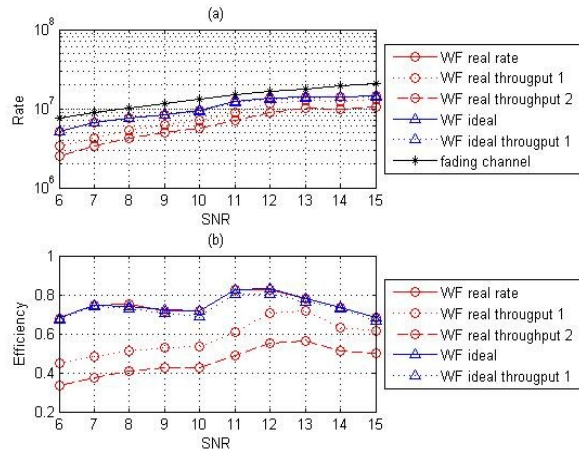 (a)
10^8
10^7
10^6
Rate
6 7 8 9 10 11 12 13 14 15
SNR
WF real rate
WF real througput 1
WF real throughput 2
WF ideal
WF ideal througput 1
fading channel
(b)
1
0.8
0.6
0.4
0.2
Efficiency
6 7 8 9 10 11 12 13 14 15
SNR
WF real rate
WF real througput 1
WF real throughput 2
WF ideal
WF ideal througput 1